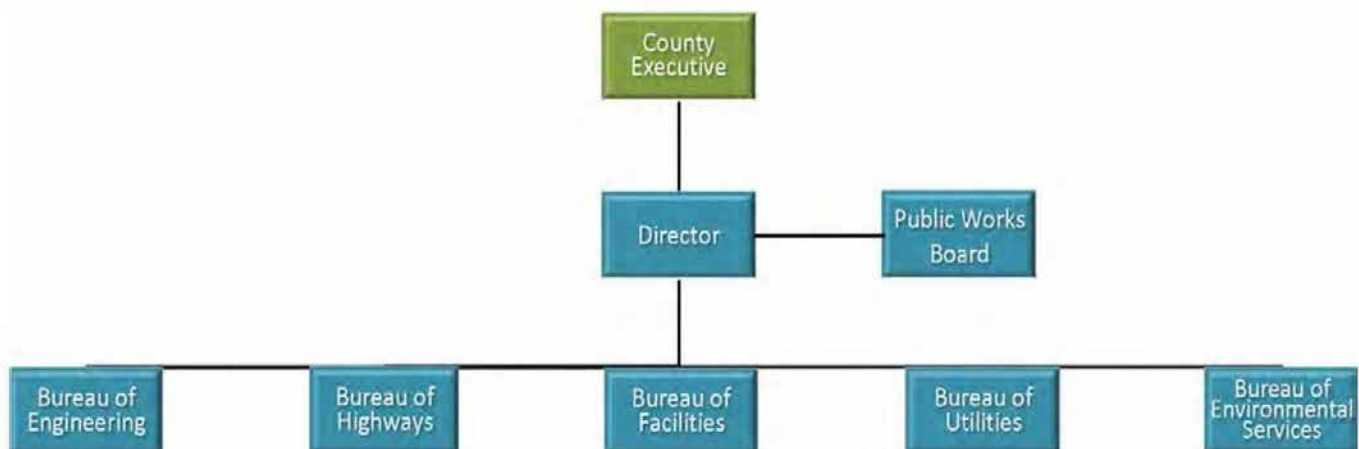 County
Executive
Director
Public Works
Board
Bureau of
Engineering
Bureau of
Highways
Bureau of
Facilities
Bureau of
Utilities
Bureau of
Environmental
Services